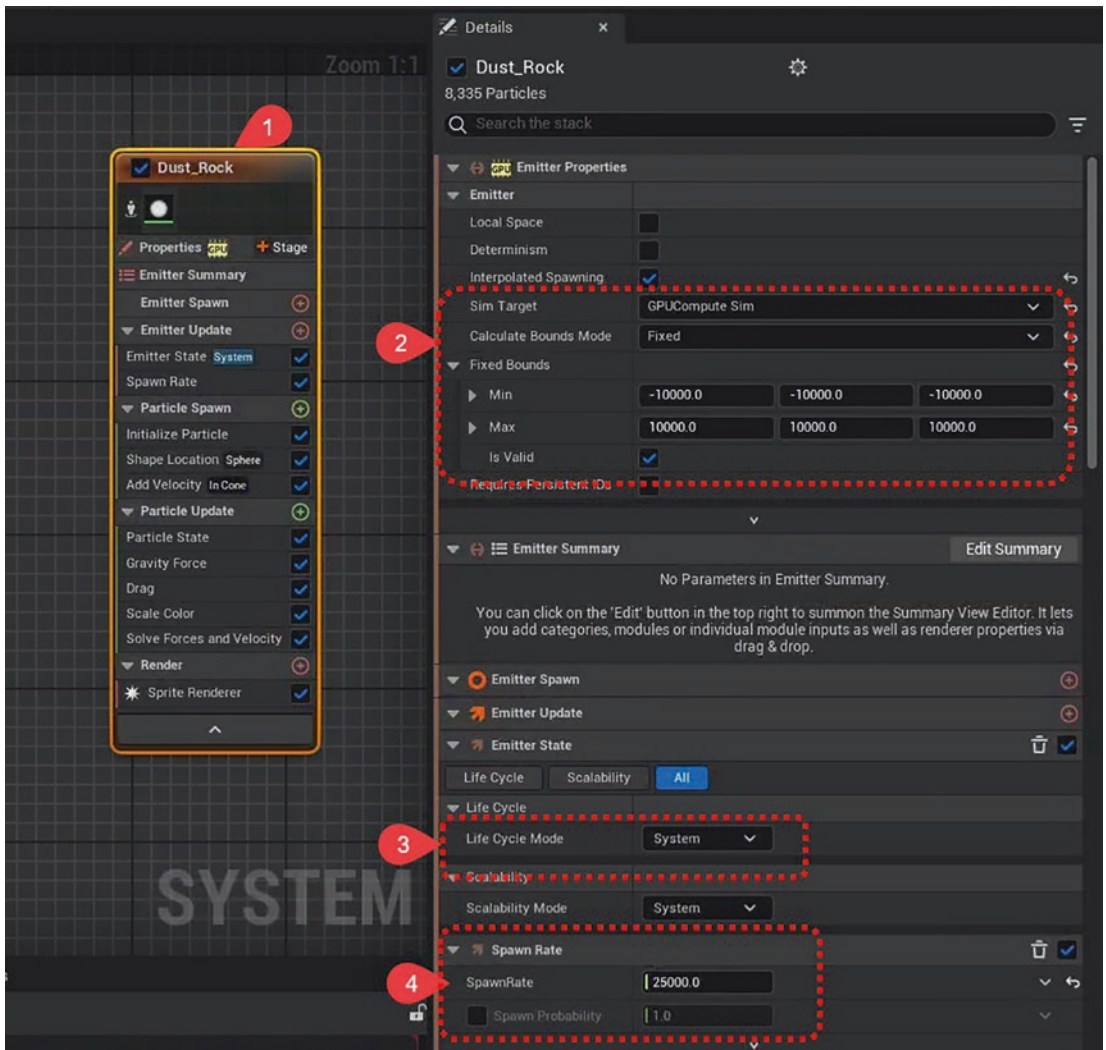 Details
Zoom 1:1
Dust_Rock
8,335 Particles
Search the stack
1
Dust_Rock
Properties GPU Stage
Emitter Summary
Emitter Spawn
Emitter Update
Emitter State System
Spawn Rate
Particle Spawn
Initialize Particle
Shape Location Sphere
Add Velocity In Cone
Particle Update
Particle State
Gravity Force
Drag
Scale Color
Solve Forces and Velocity
Render
Sprite Renderer
SYSTEM
GPU Emitter Properties
Emitter
Local Space
Determinism
Interpolated Spawning
2
Sim Target GPUCompute Sim
Calculate Bounds Mode Fixed
Fixed Bounds
Min -10000.0 -10000.0 -10000.0
Max 10000.0 10000.0 10000.0
Is Valid
Requires Persistent IDs
Emitter Summary Edit Summary
No Parameters in Emitter Summary.
You can click on the 'Edit' button in the top right to summon the Summary View Editor. It lets
you add categories, modules or individual module inputs as well as renderer properties via
drag & drop.
Emitter Spawn
Emitter Update
Emitter State
Life Cycle Scalability All
Life Cycle
3
Life Cycle Mode System
Scalability
Scalability Mode System
Spawn Rate
4
SpawnRate 25000.0
Spawn Probability 1.0